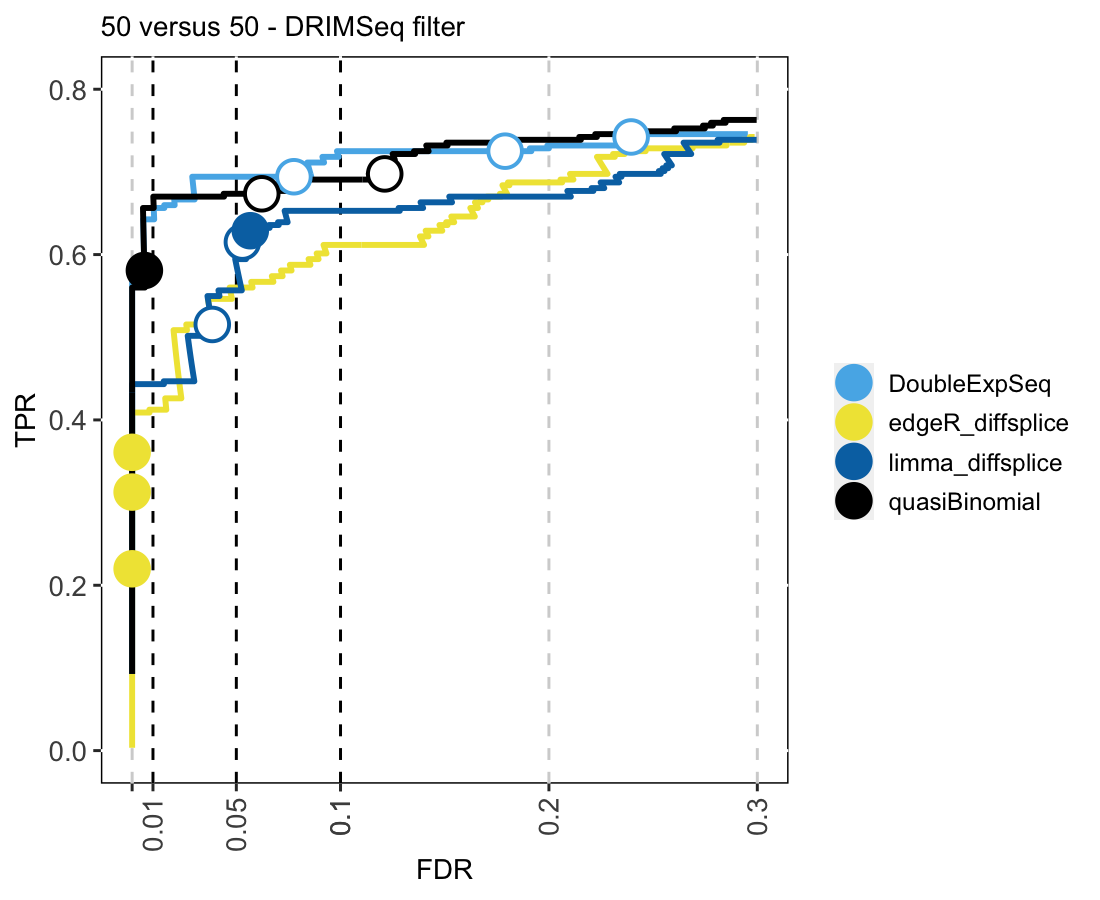 50 versus 50 - DRIMSeq filter
0.8
0.6
0.4
0.2
0.0
TPR
0.01
0.05
0.1
0.2
0.3
FDR
DoubleExpSeq
edgeR_diffsplice
limma_diffsplice
quasiBinomial